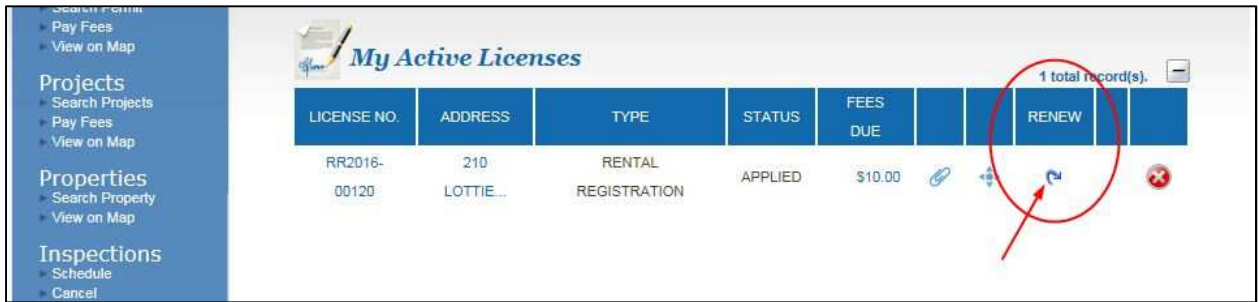 Search Permit
Pay Fees
View on Map
Projects
Search Projects
Pay Fees
View on Map
Properties
Search Property
View on Map
Inspections
Schedule
Cancel
My Active Licenses
1 total record(s).
LICENSE NO. ADDRESS TYPE STATUS FEES DUE RENEW
RR2016-00120 210 LOTTIE... RENTAL REGISTRATION APPLIED $10.00